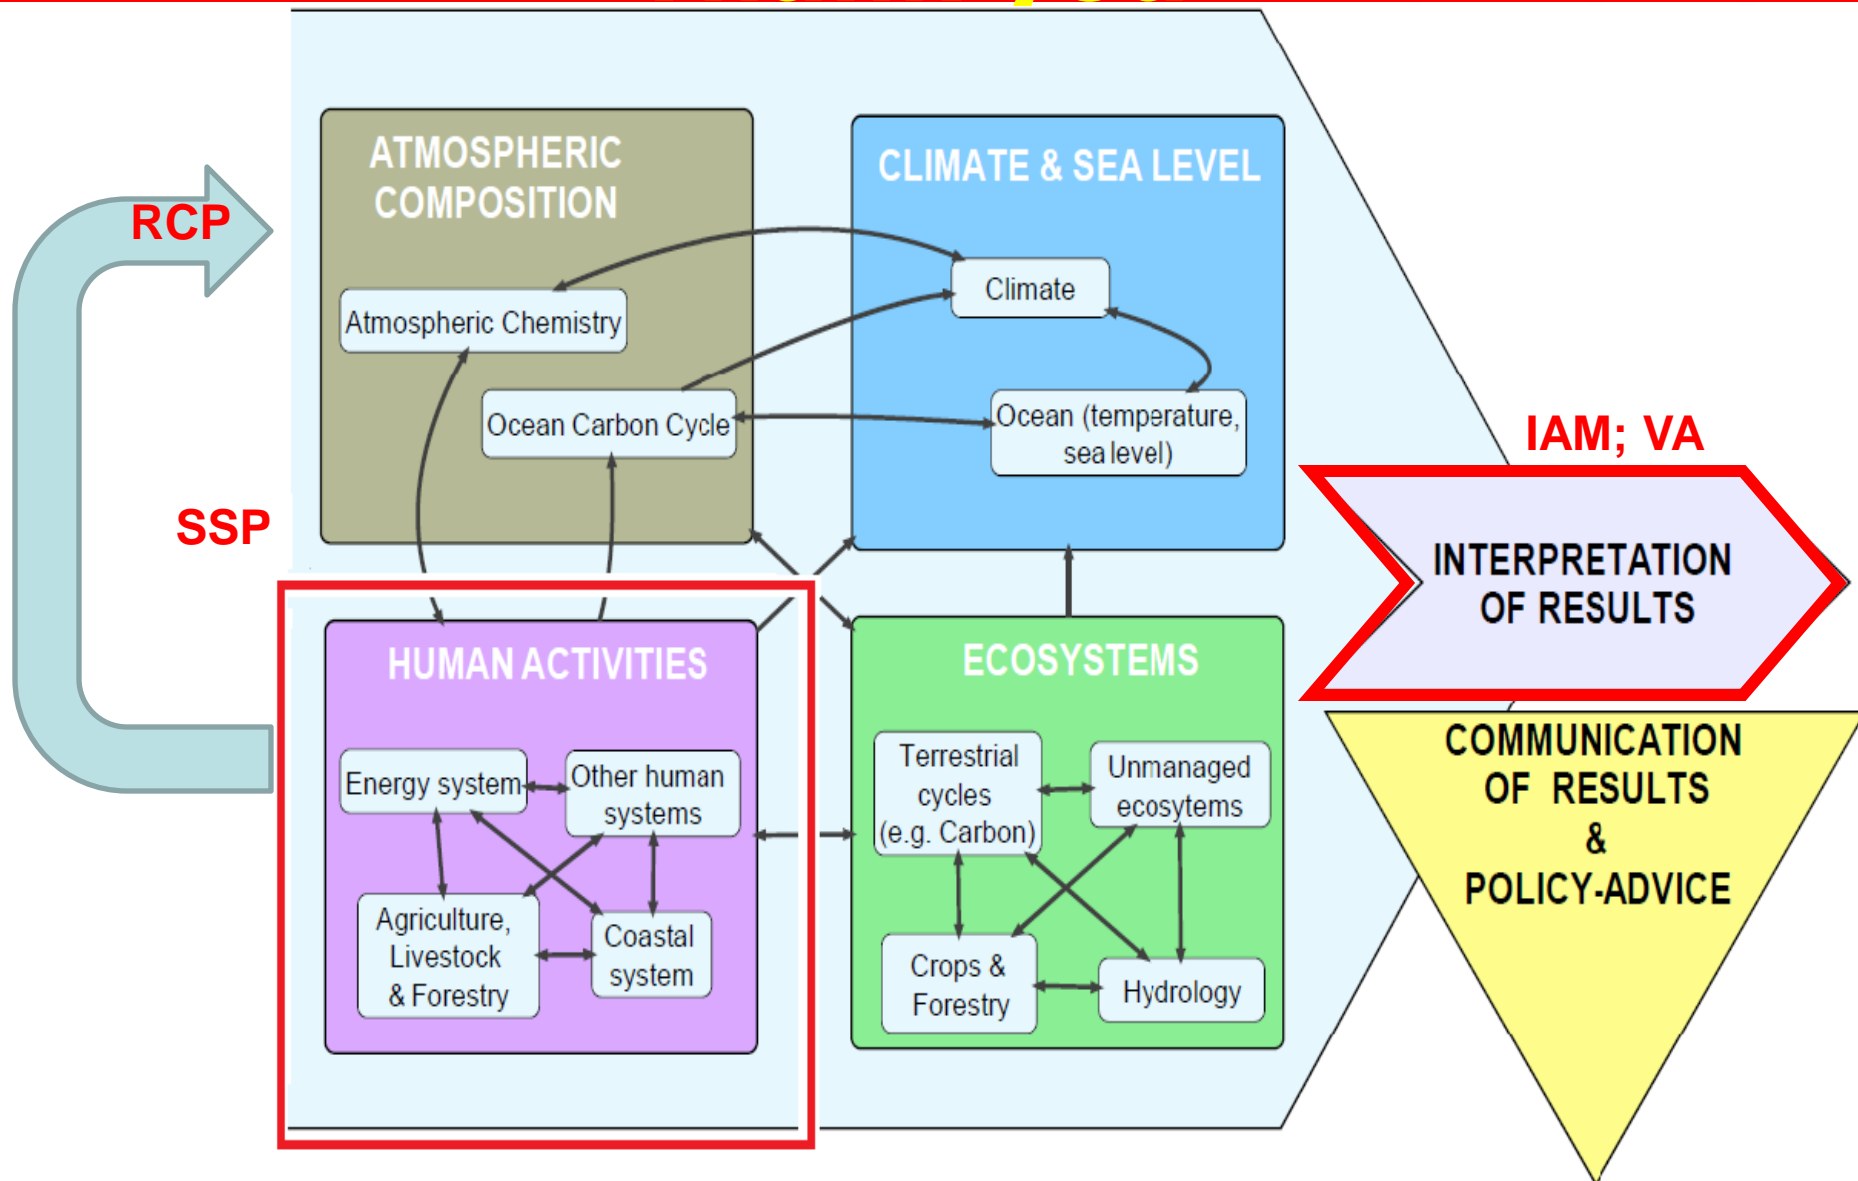 ATMOSPHERIC
COMPOSITION
CLIMATE & SEA LEVEL
RCP
Climate
Atmospheric Chemistry
Ocean Carbon Cycle
Ocean (temperature,
sea level)
IAM; VA
SSP
INTERPRETATION
OF RESULTS
HUMAN ACTIVITIES
ECOSYSTEMS
Energy system
Other human
systems
Terrestrial
cycles
(e.g. Carbon)
Unmanaged
ecosytems
COMMUNICATION
OF RESULTS
&
POLICY-ADVICE
Agriculture,
Livestock
& Forestry
Coastal
system
Crops &
Forestry
Hydrology